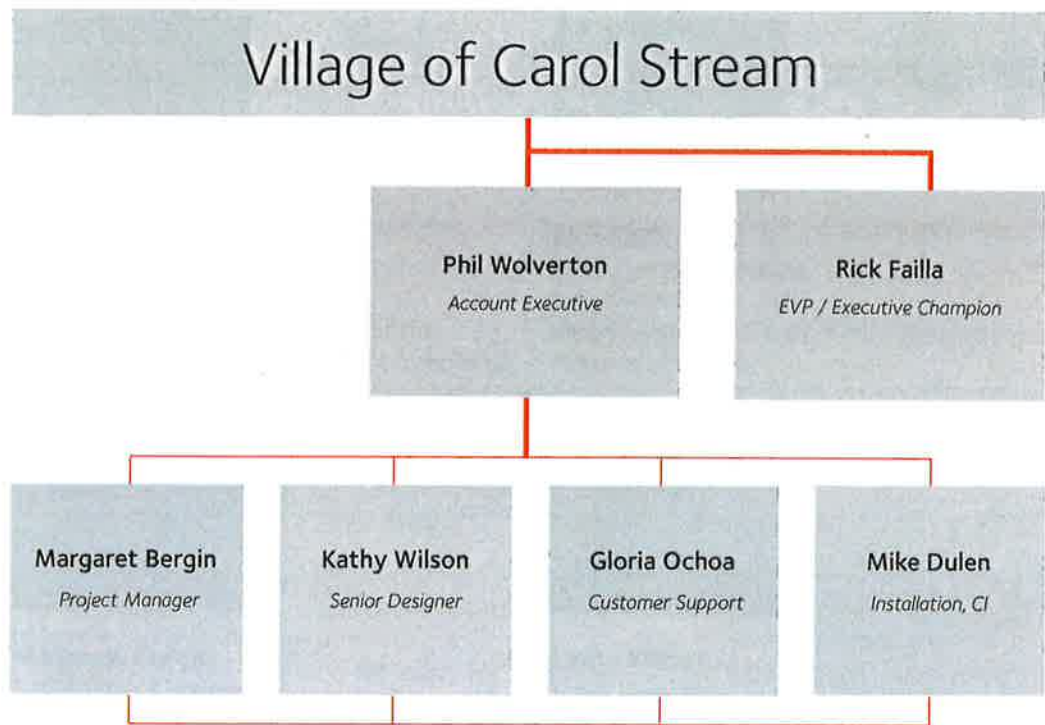 Village of Carol Stream
Phil Wolverton
Account Executive
Rick Failla
EVP / Executive Champion
Margaret Bergin
Project Manager
Kathy Wilson
Senior Designer
Gloria Ochoa
Customer Support
Mike Dulen
Installation, CI